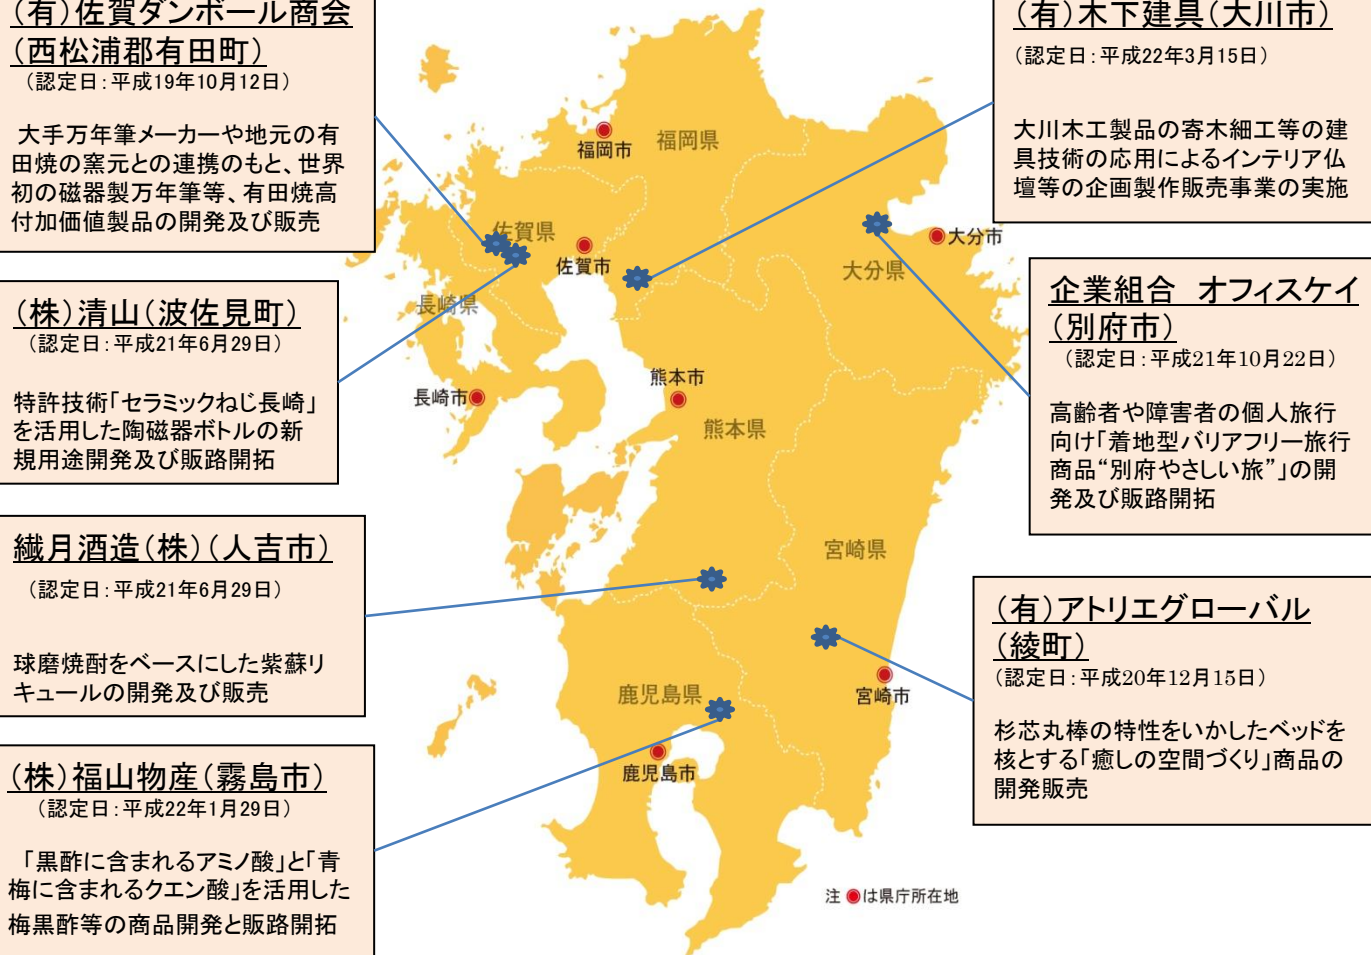 （有）佐賀ダンボール商会
（西松浦郡有田町）
（認定日：平成19年10月12日）
大手万年筆メーカーや地元の有
田焼の窯元との連携のもと、世界
初の磁器製万年筆等、有田焼高
付加価値製品の開発及び販売
（株）清山（波佐見町）
（認定日：平成21年6月29日）
特許技術「セラミックねじ長崎」
を活用した陶磁器ボトルの新
規用途開発及び販路開拓
繊月酒造（株）（人吉市）
（認定日：平成21年6月29日）
球磨焼酎をベースにした紫蘇リ
キュールの開発及び販売
（株）福山物産（霧島市）
（認定日：平成22年1月29日）
「黒酢に含まれるアミノ酸」と「青
梅に含まれるクエン酸」を活用した
梅黒酢等の商品開発と販路開拓
福岡市
福岡県
佐賀県
佐賀市
長崎県
長崎市
大分市
大分県
熊本市
熊本県
宮崎県
宮崎市
鹿児島県
鹿児島市
注 ◉は県庁所在地
（有）木下建具（大川市）
（認定日：平成22年3月15日）
大川木工製品の寄木細工等の建
具技術の応用によるインテリア仏
壇等の企画製作販売事業の実施
企業組合　オフィスケイ
（別府市）
（認定日：平成21年10月22日）
高齢者や障害者の個人旅行
向け「着地型バリアフリー旅行
商品“別府やさしい旅”」の開
発及び販路開拓
（有）アトリエグローバル
（綾町）
（認定日：平成20年12月15日）
杉芯丸棒の特性をいかしたベッドを
核とする「癒しの空間づくり」商品の
開発販売